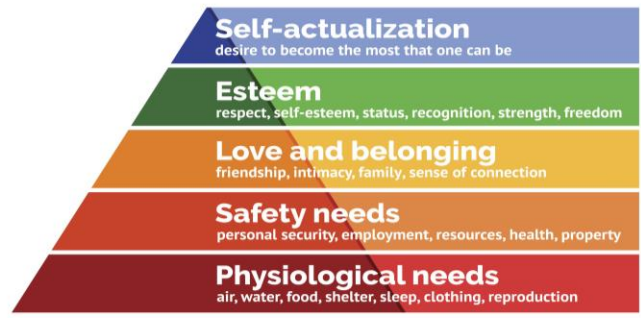 Self-actualization
desire to become the most that one can be
Esteem
respect, self-esteem, status, recognition, strength, freedom
Love and belonging
friendship, intimacy, family, sense of connection
Safety needs
personal security, employment, resources, health, property
Physiological needs
air, water, food, shelter, sleep, clothing, reproduction